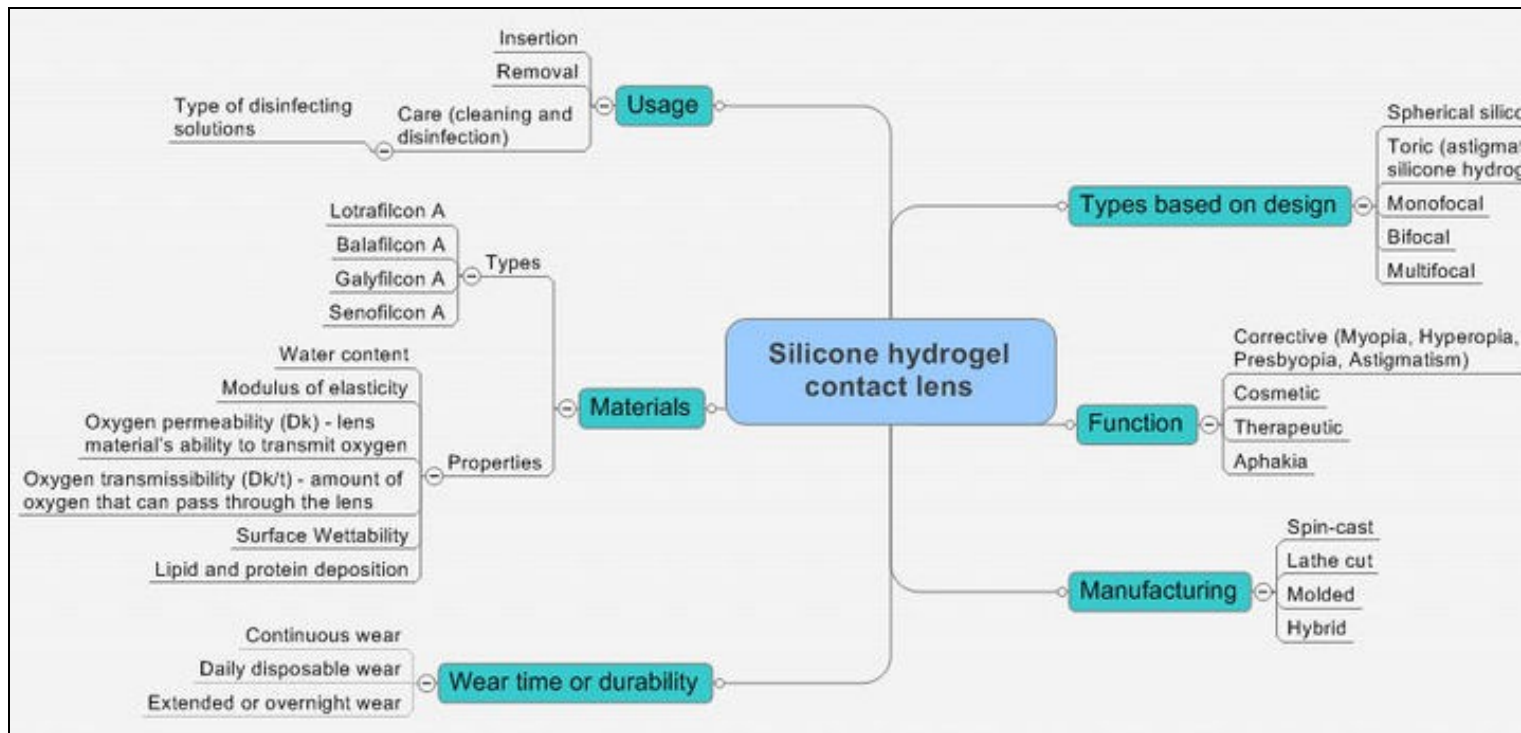 Silicone hydrogel
contact lens
Usage
Insertion
Removal
Care (cleaning and
disinfection)
Type of disinfecting
solutions
Materials
Types
Lotrafilcon A
Balafilcon A
Galyfilcon A
Senofilcon A
Properties
Water content
Modulus of elasticity
Oxygen permeability (Dk) - lens
material's ability to transmit oxygen
Oxygen transmissibility (Dk/t) - amount of
oxygen that can pass through the lens
Surface Wettability
Lipid and protein deposition
Wear time or durability
Continuous wear
Daily disposable wear
Extended or overnight wear
Types based on design
Spherical
Toric
silicone
Monofocal
Bifocal
Multifocal
Function
Corrective (Myopia, Hyperopia,
Presbyopia, Astigmatism)
Cosmetic
Therapeutic
Aphakia
Manufacturing
Spin-cast
Lathe cut
Molded
Hybrid